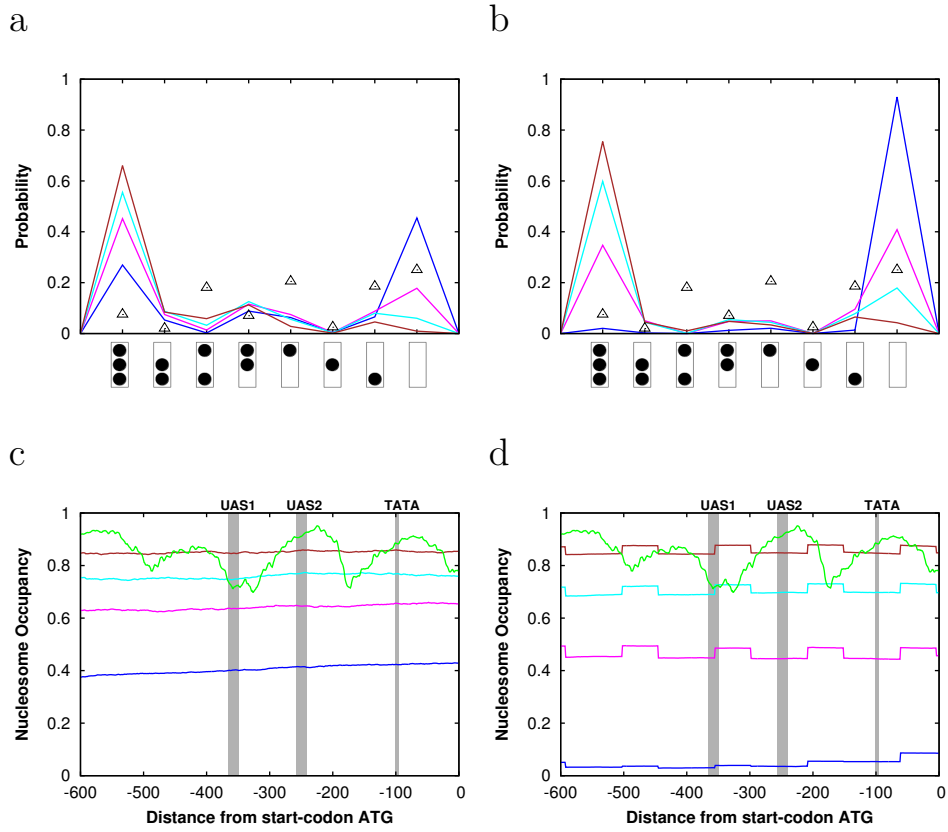 a
b
1
0.8
0.6
0.4
0.2
0
Probability
1
0.8
0.6
0.4
0.2
0
Probability
c
d
UAS1 UAS2 TATA
1
0.8
0.6
0.4
0.2
0
Nucleosome Occupancy
-600 -500 -400 -300 -200 -100 0
Distance from start-codon ATG
UAS1 UAS2 TATA
1
0.8
0.6
0.4
0.2
0
Nucleosome Occupancy
-600 -500 -400 -300 -200 -100 0
Distance from start-codon ATG